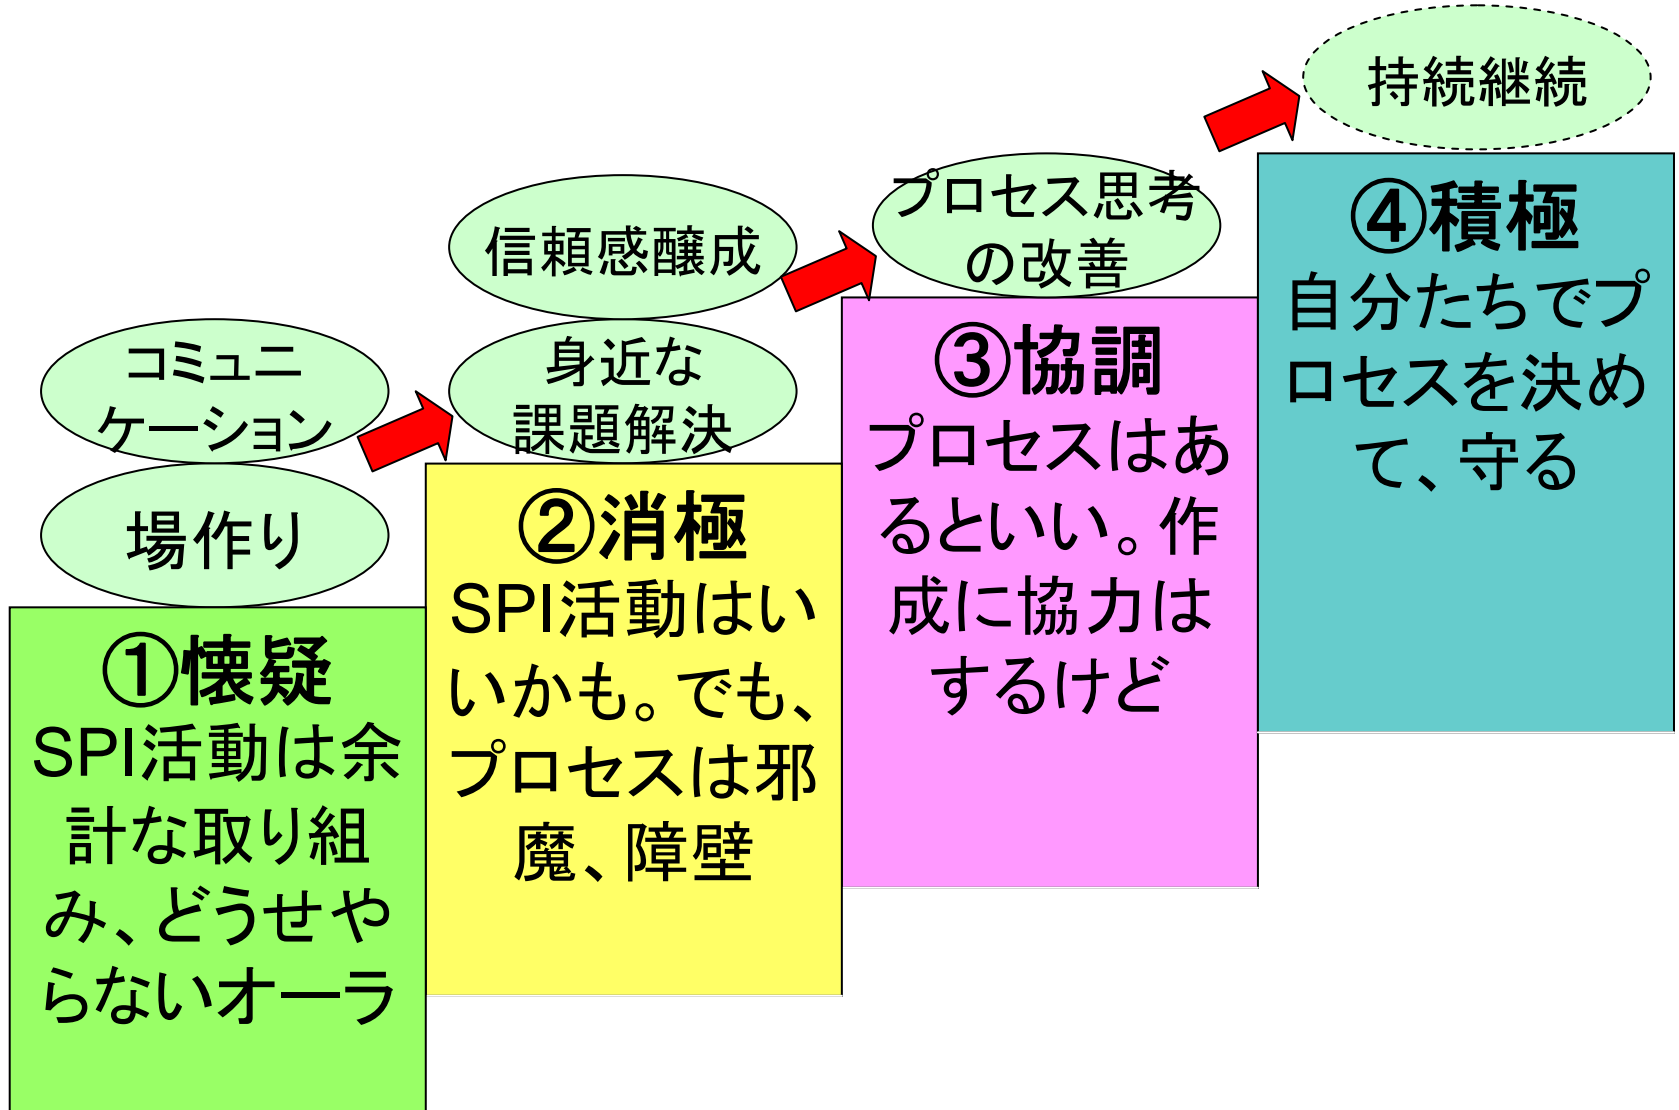 コミュニ
ケーション
場作り
①懐疑
SPI活動は余
計な取り組
み、どうせや
らないオーラ
信頼感醸成
身近な
課題解決
②消極
SPI活動はい
いかも。でも、
プロセスは邪
魔、障壁
プロセス思考
の改善
③協調
プロセスはあ
るといい。作
成に協力は
するけど
持続継続
④積極
自分たちでプ
ロセスを決め
て、守る